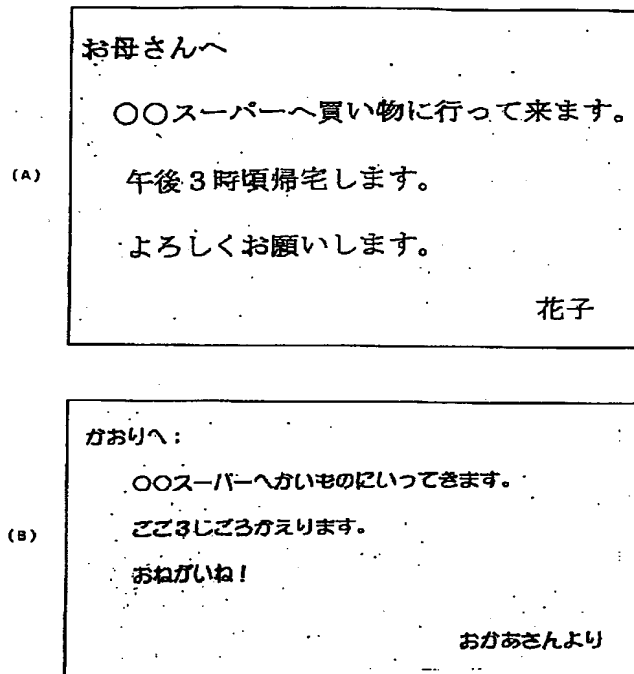 (A)
お母さんへ
○○スーパーへ買い物に行って来ます。
午後3時頃帰宅します。
よろしくお願いします。
花子
(B)
かおりへ：
○○スーパーへかいものにいってきます。
ごご3じごろかえります。
おねがいね！
おかあさんより